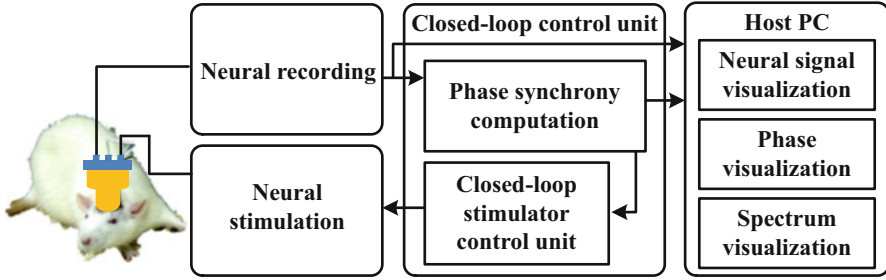 Closed-loop control unit
Host PC
Neural recording
Neural signal
visualization
Phase synchrony
computation
Phase
visualization
Neural
stimulation
Closed-loop
stimulator
control unit
Spectrum
visualization